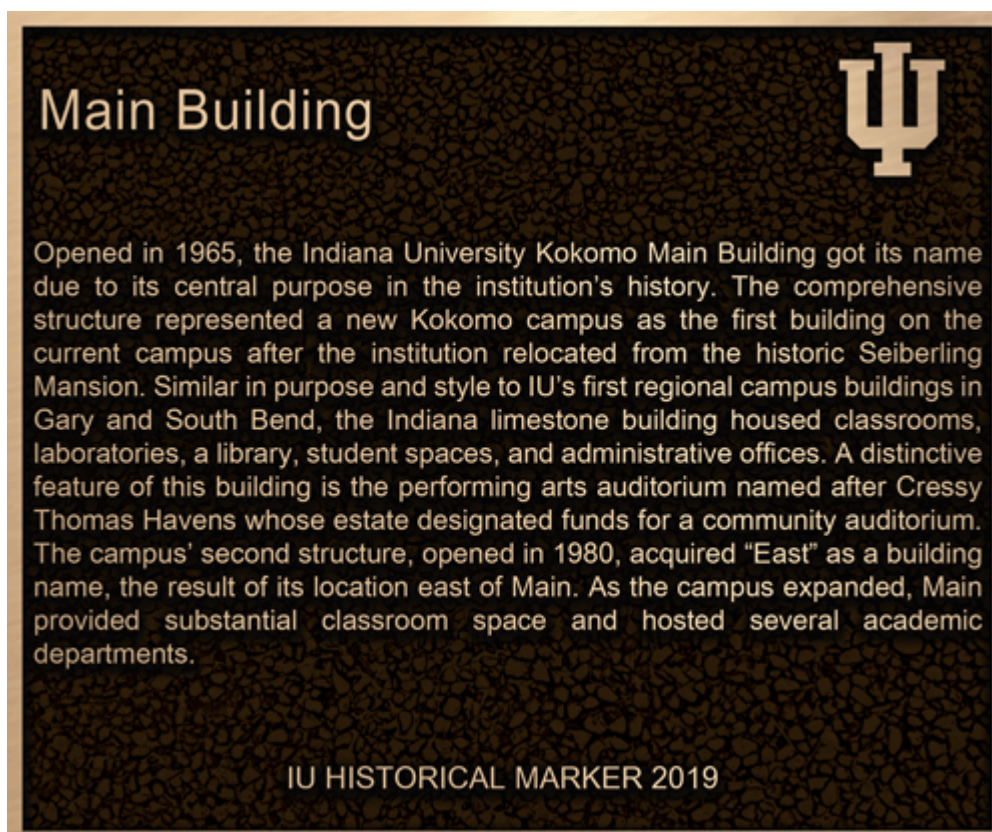 Main Building
Opened in 1965, the Indiana University Kokomo Main Building got its name
due to its central purpose in the institution’s history. The comprehensive
structure represented a new Kokomo campus as the first building on the
current campus after the institution relocated from the historic Seiberling
Mansion. Similar in purpose and style to IU’s first regional campus buildings in
Gary and South Bend, the Indiana limestone building housed classrooms,
laboratories, a library, student spaces, and administrative offices. A distinctive
feature of this building is the performing arts auditorium named after Cressy
Thomas Havens whose estate designated funds for a community auditorium.
The campus’ second structure, opened in 1980, acquired “East” as a building
name, the result of its location east of Main. As the campus expanded, Main
provided substantial classroom space and hosted several academic
departments.
IU HISTORICAL MARKER 2019